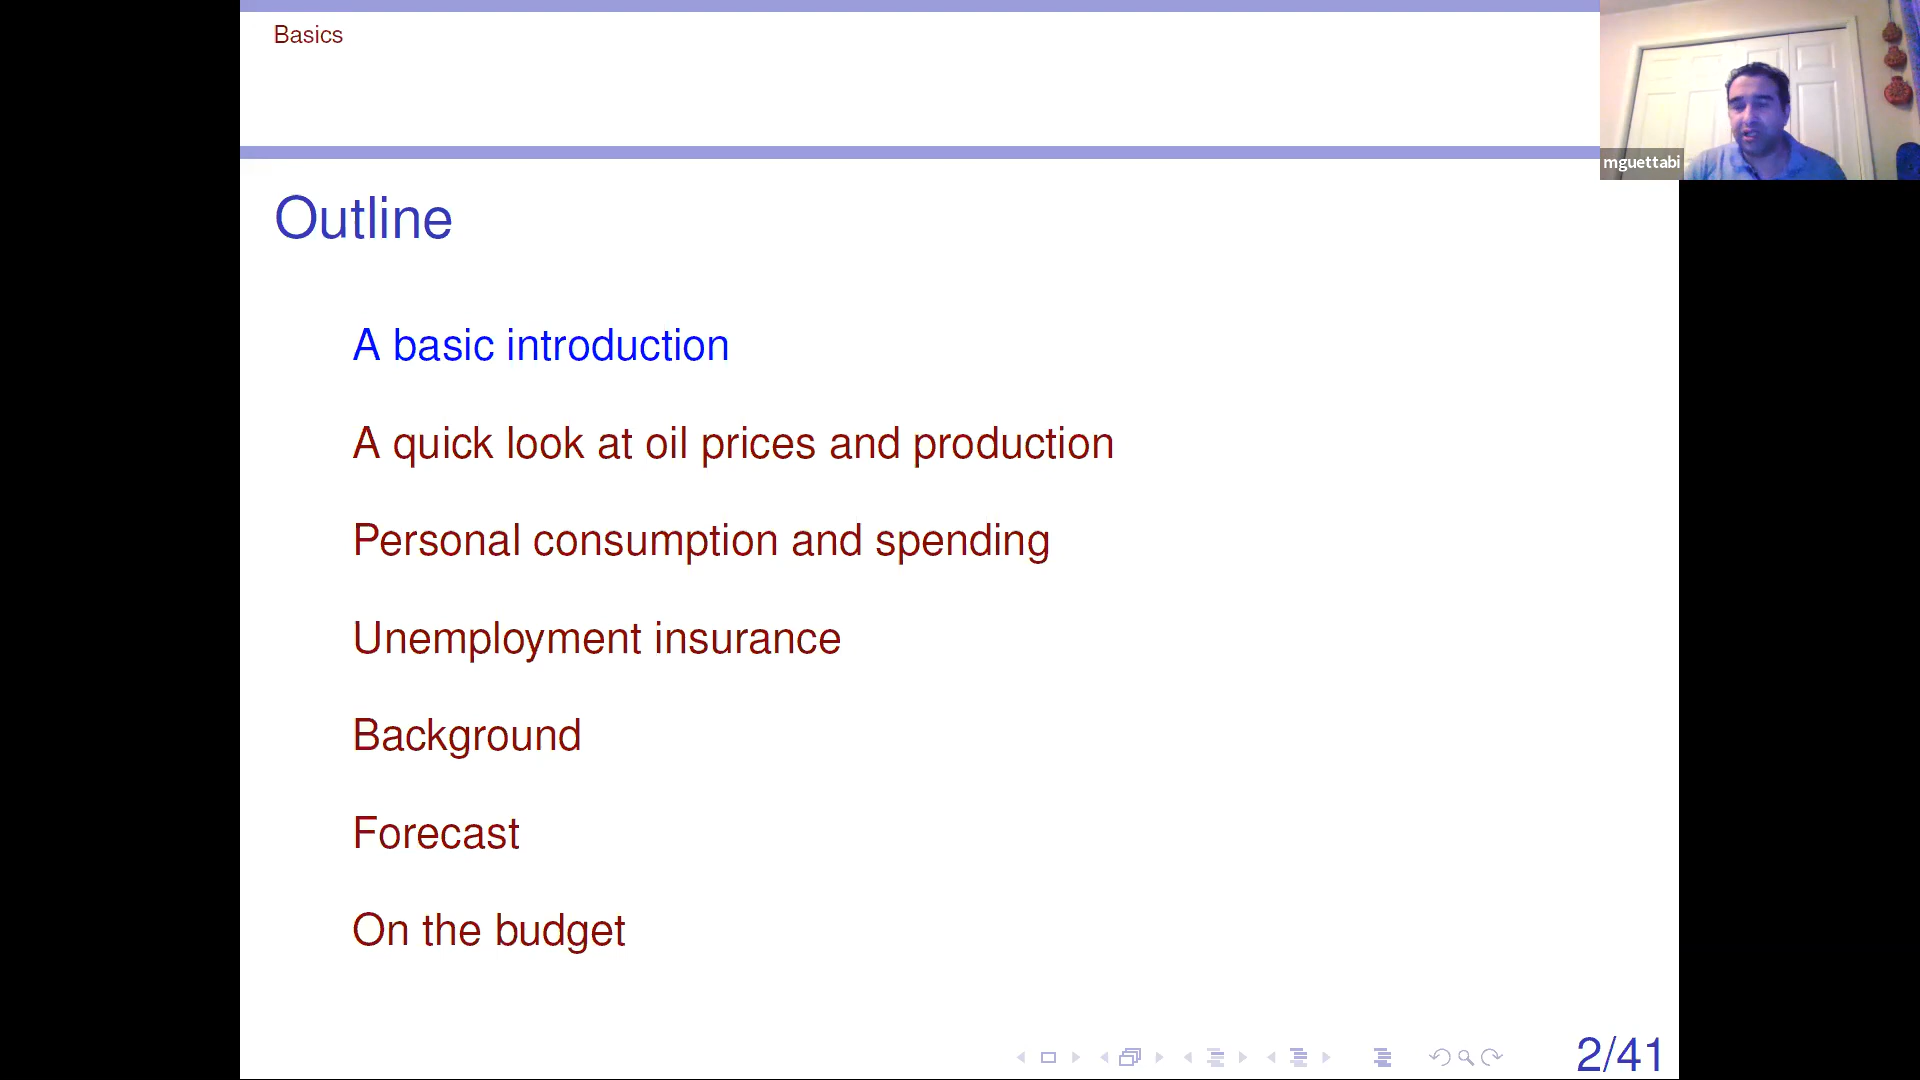 Basics
mguettabi
Outline
A basic introduction
A quick look at oil prices and production
Personal consumption and spending
Unemployment insurance
Background
Forecast
On the budget
2/41